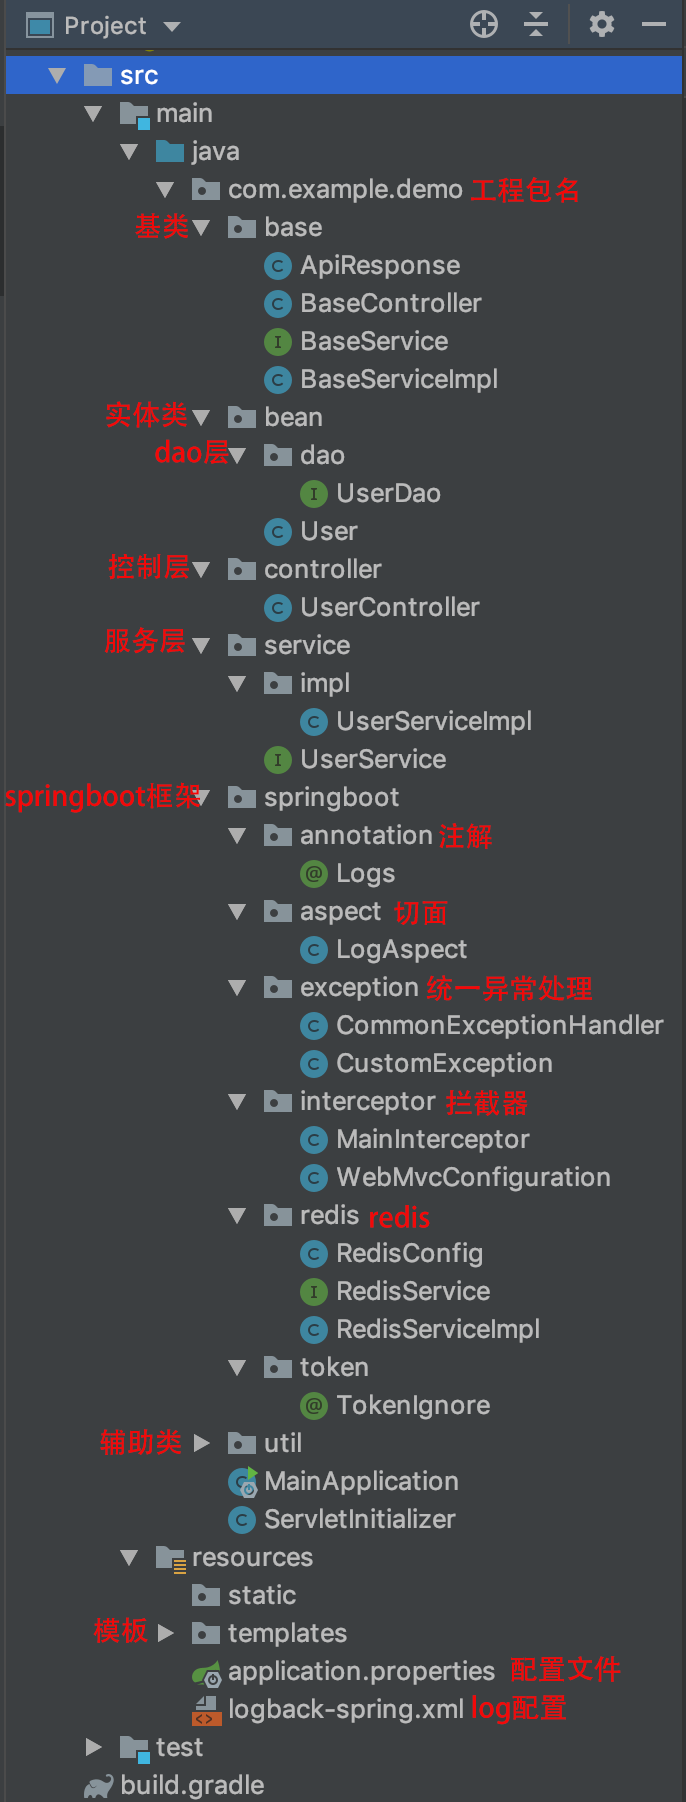 Project
src
main
java
com.example.demo 工程包名
基类 base
ApiResponse
BaseController
BaseService
BaseServiceImpl
实体类 bean
dao层 dao
UserDao
User
控制层 controller
UserController
服务层 service
impl
UserServiceImpl
UserService
springboot框架 springboot
annotation 注解
Logs
aspect 切面
LogAspect
exception 统一异常处理
CommonExceptionHandler
CustomException
interceptor 拦截器
MainInterceptor
WebMvcConfiguration
redis redis
RedisConfig
RedisService
RedisServiceImpl
token
TokenIgnore
辅助类 util
MainApplication
ServletInitializer
resources
static
模板 templates
application.properties 配置文件
logback-spring.xml log配置
test
build.gradle